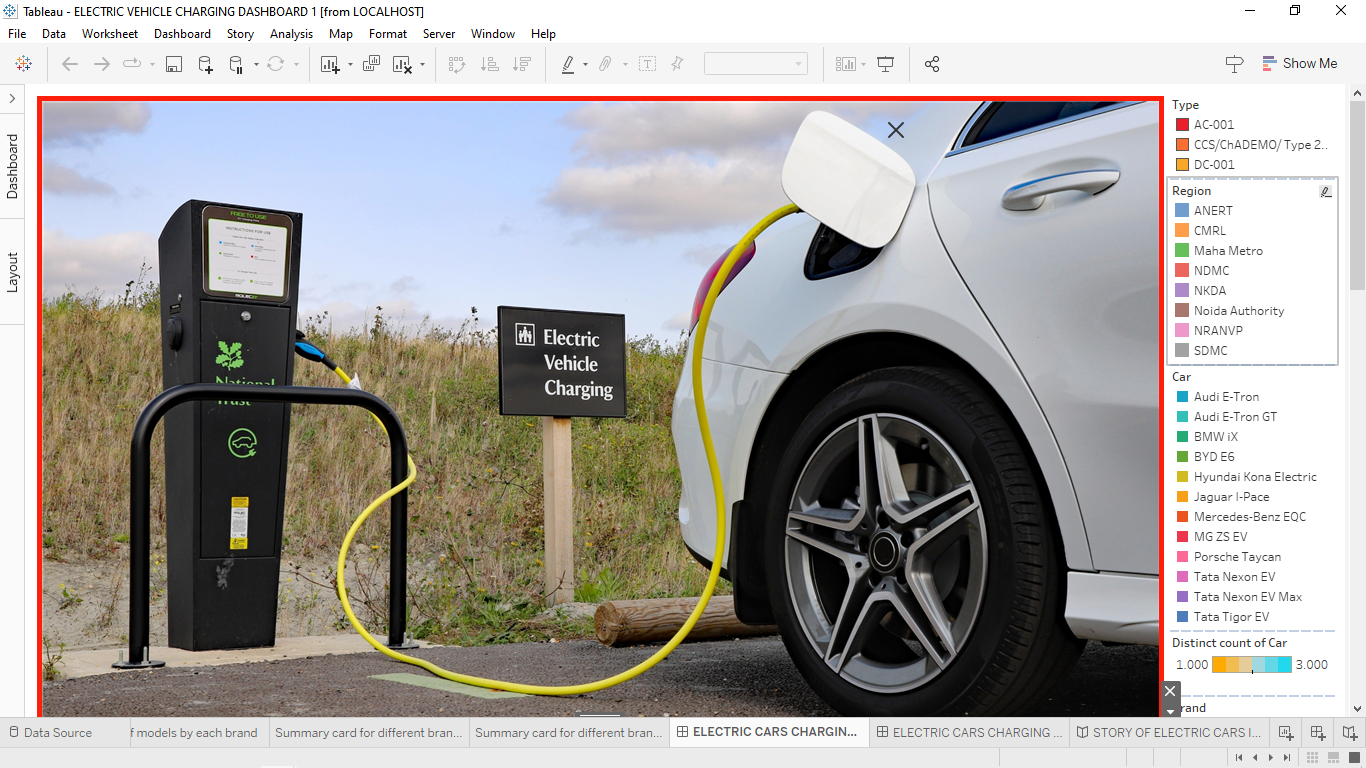 Tableau - ELECTRIC VEHICLE CHARGING DASHBOARD 1 [from LOCALHOST]
File Data Worksheet Dashboard Story Analysis Map Format Server Window Help
Show Me
Dashboard
Layout
FREE TO USE
INSTRUCTIONS FOR USE
ROLEC
National
Trust
Electric
Vehicle
Charging
Type
AC-001
CCS/ChADEMO/ Type 2..
DC-001
Region
ANERT
CMRL
Maha Metro
NDMC
NKDA
Noida Authority
NRANVP
SDMC
Car
Audi E-Tron
Audi E-Tron GT
BMW iX
BYD E6
Hyundai Kona Electric
Jaguar I-Pace
Mercedes-Benz EQC
MG ZS EV
Porsche Taycan
Tata Nexon EV
Tata Nexon EV Max
Tata Tigor EV
Distinct count of Car
1.000 3.000
rand
Data Source f models by each brand Summary card for different bran... Summary card for different bran... ELECTRIC CARS CHARGIN... ELECTRIC CARS CHARGING ... STORY OF ELECTRIC CARS I...